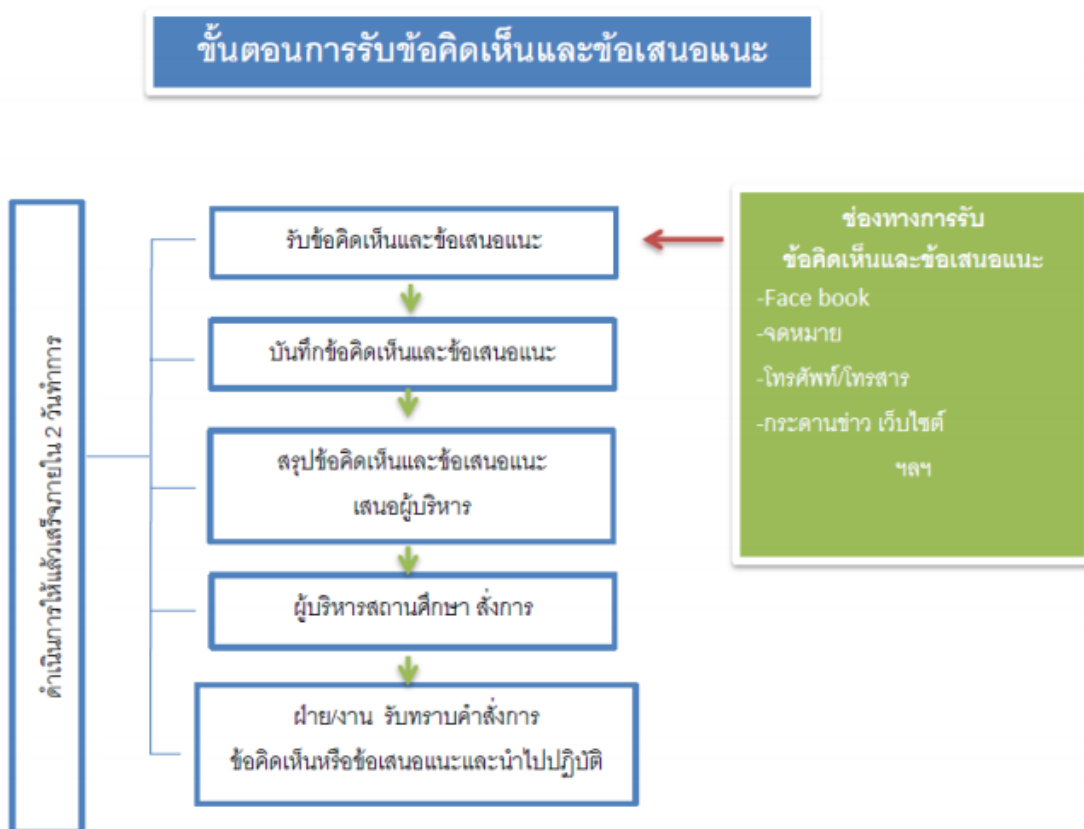 ขั้นตอนการรับข้อคิดเห็นและข้อเสนอแนะ
ดำเนินการให้แล้วเสร็จภายใน 2 วันทำการ
รับข้อคิดเห็นและข้อเสนอแนะ
บันทึกข้อคิดเห็นและข้อเสนอแนะ
สรุปข้อคิดเห็นและข้อเสนอแนะ
เสนอผู้บริหาร
ผู้บริหารสถานศึกษา สั่งการ
ฝ่าย/งาน รับทราบคำสั่งการ
ข้อคิดเห็นหรือข้อเสนอแนะและนำไปปฏิบัติ
ช่องทางการรับ
ข้อคิดเห็นและข้อเสนอแนะ
-Face book
-จดหมาย
-โทรศัพท์/โทรสาร
-กระดานข่าว เว็บไซต์
ฯลฯ